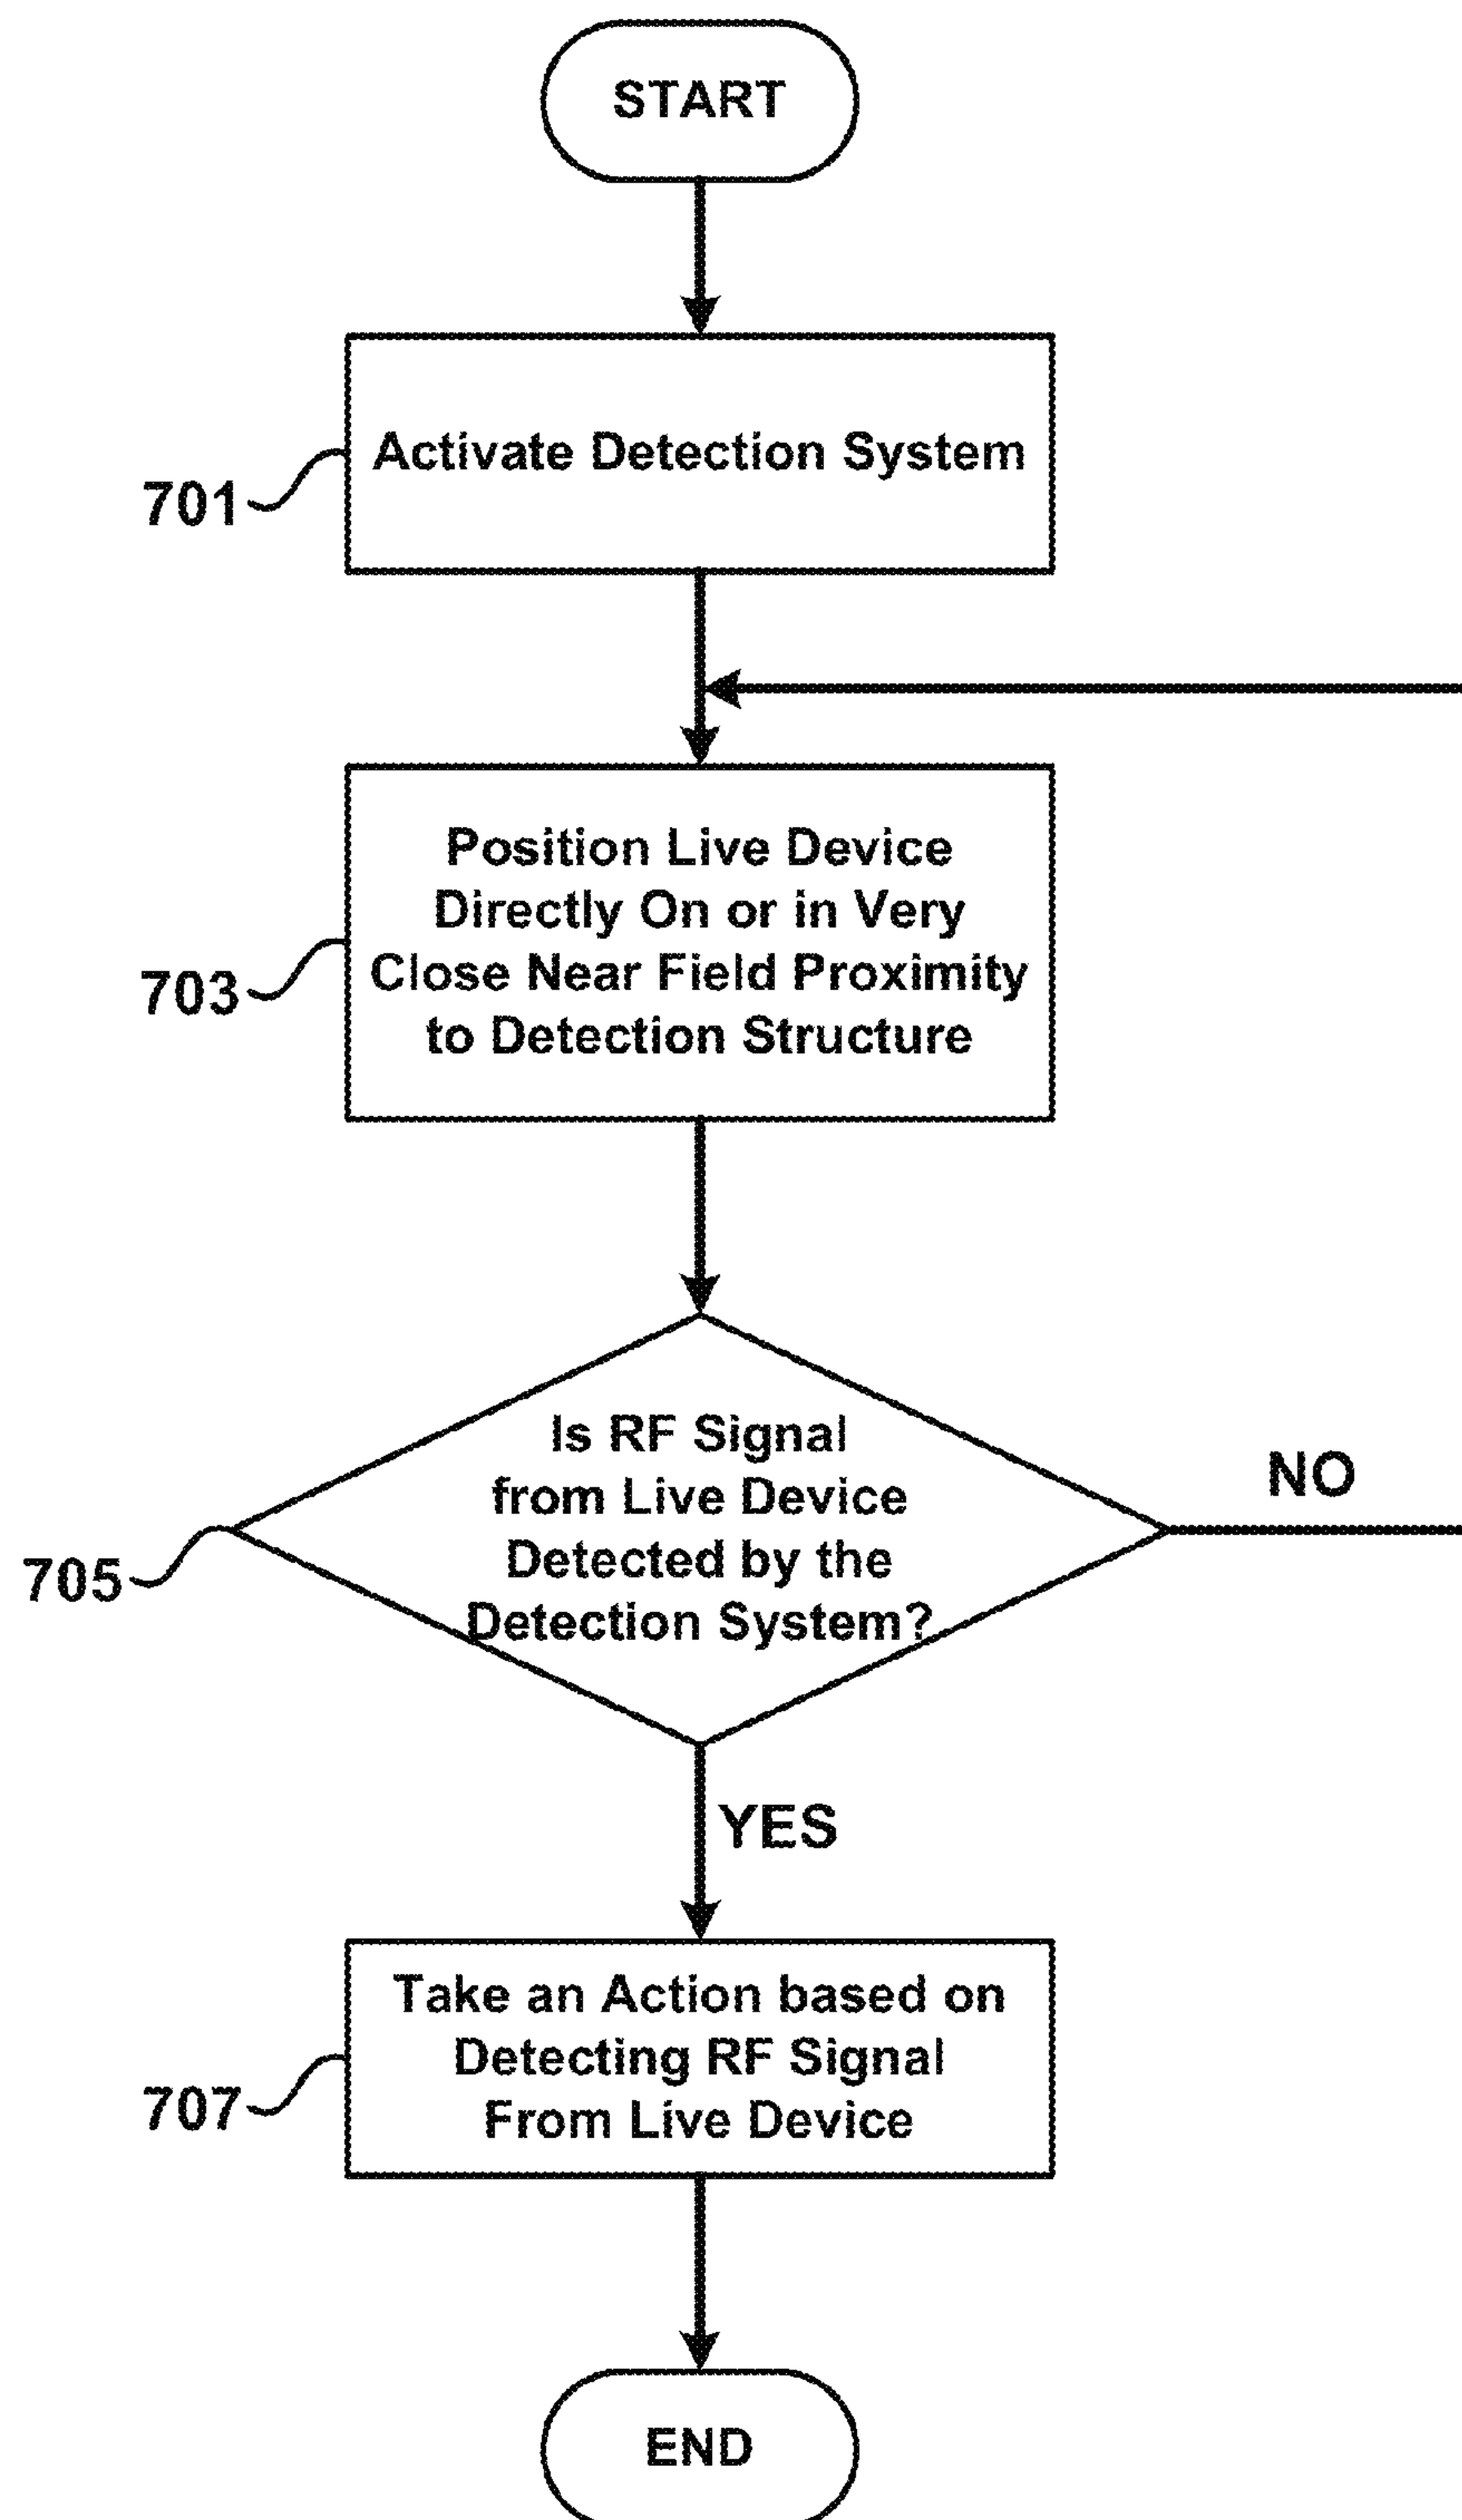 START
Activate Detection System
701
Position Live Device
Directly On or in Very
Close Near Field Proximity
to Detection Structure
703
Is RF Signal
from Live Device
Detected by the
Detection System?
NO
705
YES
Take an Action based on
Detecting RF Signal
From Live Device
707
END